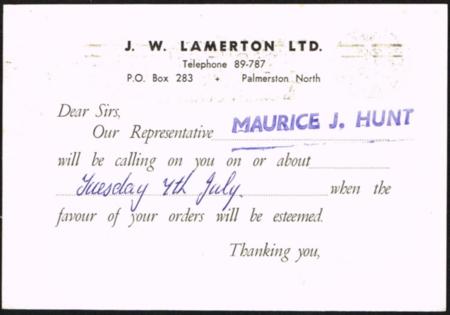 J. W. LAMERTON LTD.
Telephone 89-787
P.O. Box 283 • Palmerston North
Dear Sirs,
Our Representative MAURICE J. HUNT
will be calling on you on or about
Tuesday 4th July. when the
favour of your orders will be esteemed.
Thanking you,